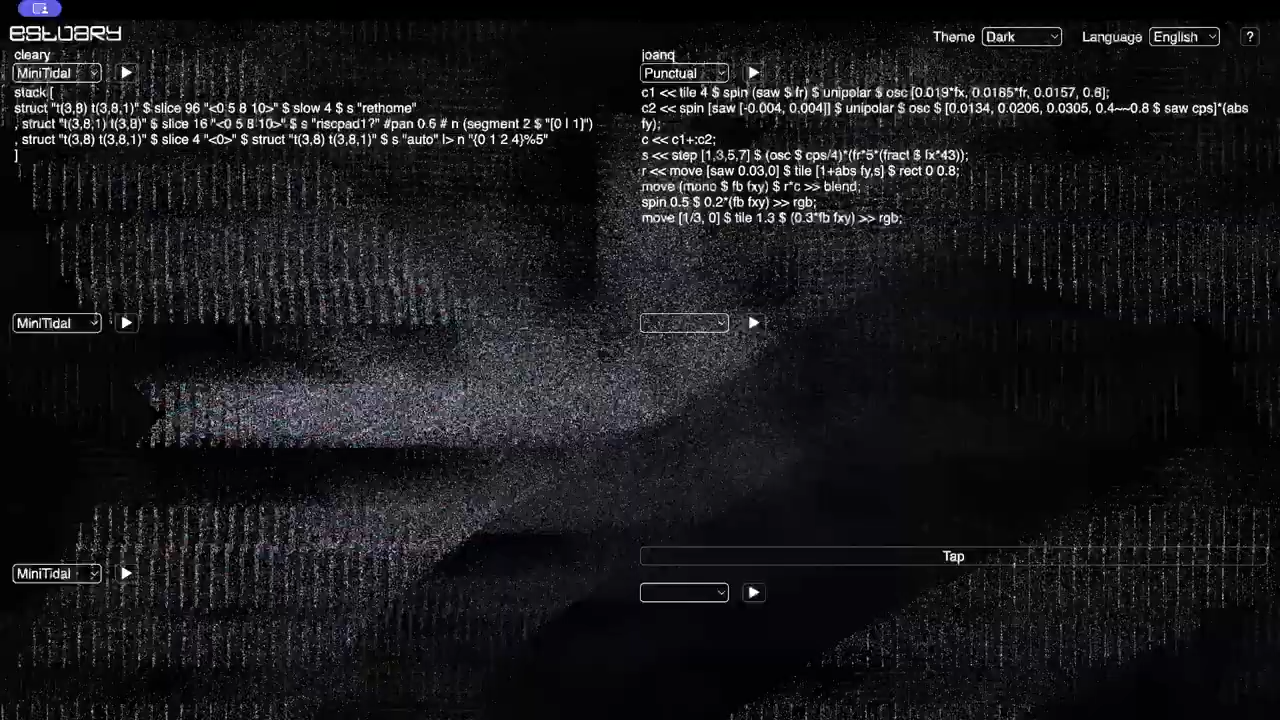 ESTUARY
Theme Dark Language English ?
cleary
MiniTidal
stack [
struct "t(3,8) t(3,8,1)" $ slice 96 "<0 5 8 10>" $ slow 4 $ s "rethome"
, struct "t(3,8,1) t(3,8)" $ slice 16 "<0 5 8 10>" $ s "riscpad1?" #pan 0.6 # n (segment 2 $ "[0 | 1]")
, struct "t(3,8) t(3,8,1)" $ slice 4 "<0>" $ struct "t(3,8) t(3,8,1)" $ s "auto" |> n "{0 1 2 4}%5"
]
joanq
Punctual
c1 << tile 4 $ spin (saw $ fr) $ unipolar $ osc [0.019*fx, 0.0185*fr, 0.0157, 0.8];
c2 << spin [saw [-0.004, 0.004]] $ unipolar $ osc $ [0.0134, 0.0206, 0.0305, 0.4~~0.8 $ saw cps]*(abs
fy);
c << c1+:c2;
s << step [1,3,5,7] $ (osc $ cps/4)*(fr*5*(fract $ fx*43));
r << move [saw 0.03,0] $ tile [1+abs fy,s] $ rect 0 0.8;
move (mono $ fb fxy) $ r*c >> blend;
spin 0.5 $ 0.2*(fb fxy) >> rgb;
move [1/3, 0] $ tile 1.3 $ (0.3*fb fxy) >> rgb;
MiniTidal
MiniTidal
Tap